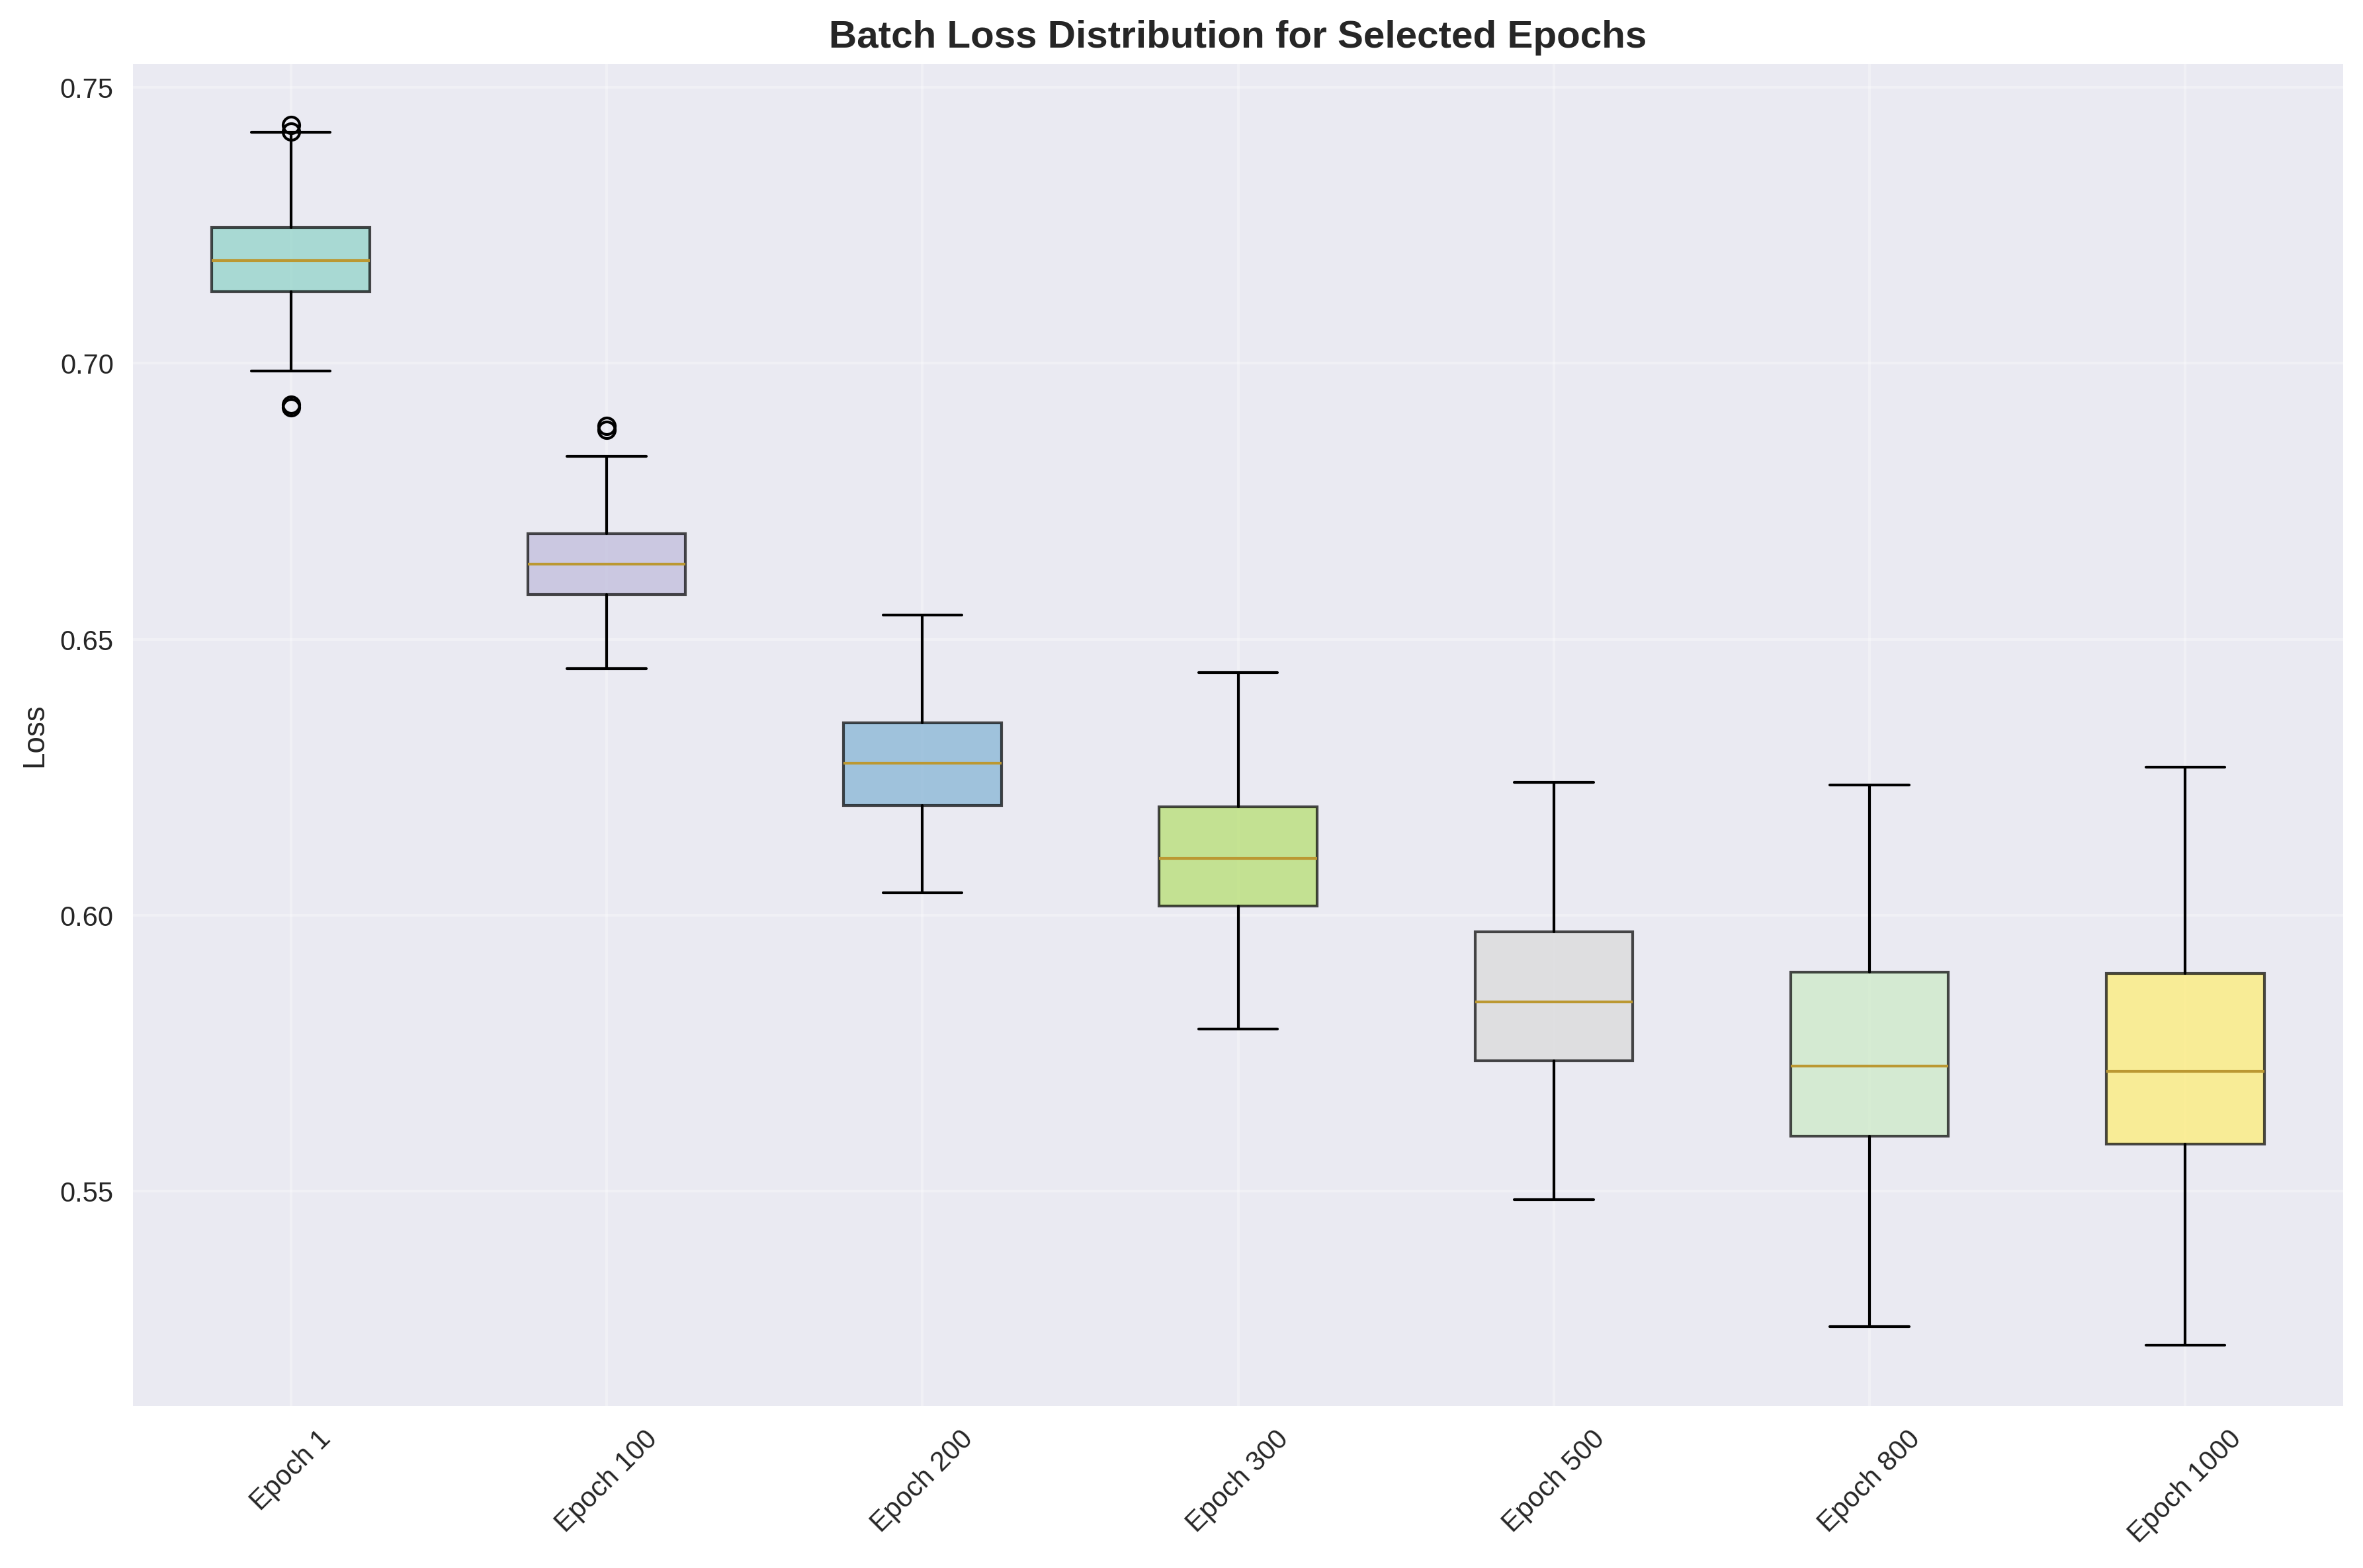 Batch Loss Distribution for Selected Epochs
0.75
0.70
0.65
0.60
0.55
Loss
Epoch 1
Epoch 100
Epoch 200
Epoch 300
Epoch 500
Epoch 800
Epoch 1000